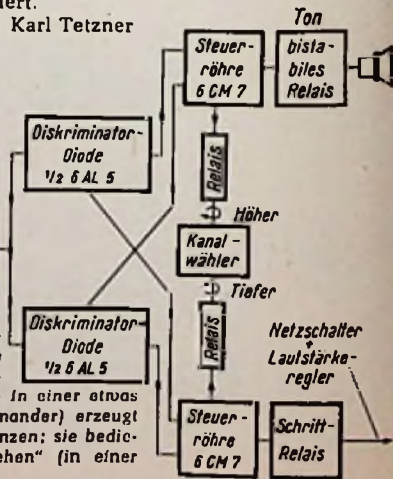 dert.
Karl Tetzner
Ton
Steuer-
röhre
6 CM 7
bista-
biles
Relais
Diskriminator-
Diode
1/2 6 AL 5
Relais
Höher
Kanal-
wähler
Tiefer
Relais
Diskriminator-
Diode
1/2 6 AL 5
Netzschalter
+
Lautstärke-
regler
Steuer-
röhre
6 CM 7
Schritt-
Relais
In einer etwas
nander) erzeugt
nzen; sie bedie-
ehen" (in einer